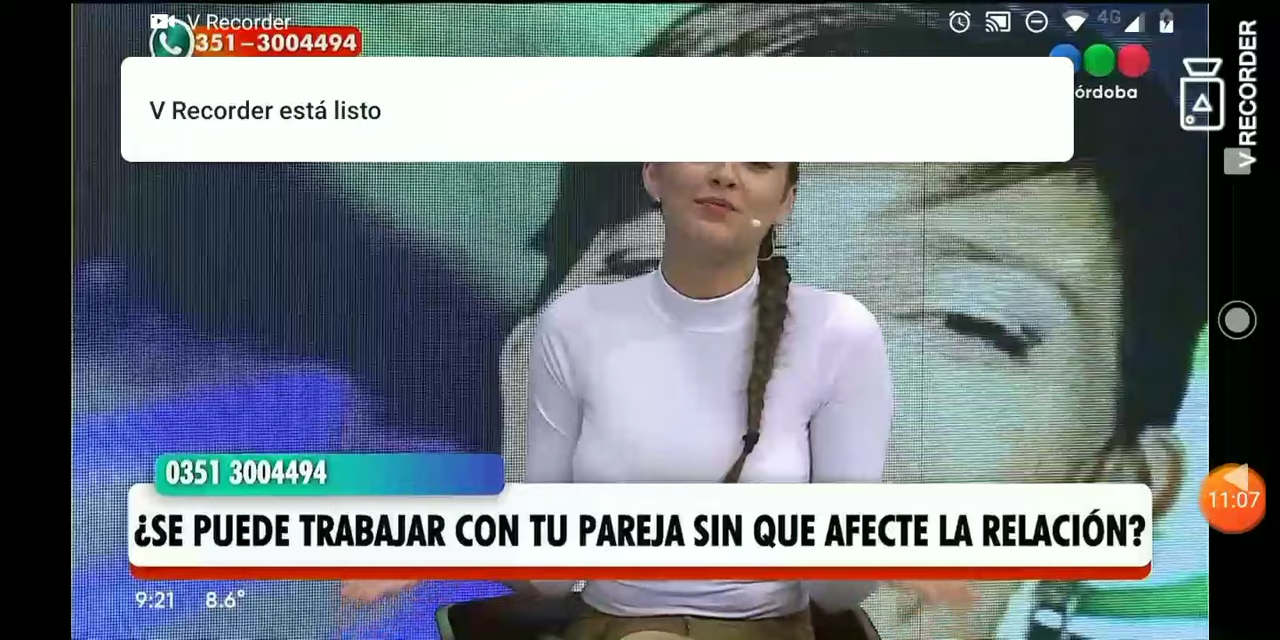 V Recorder
4G
351-3004494
V Recorder está listo
órdoba
V RECORDER
0351 3004494
11:07
¿SE PUEDE TRABAJAR CON TU PAREJA SIN QUE AFECTE LA RELACIÓN?
9:21 8.6°